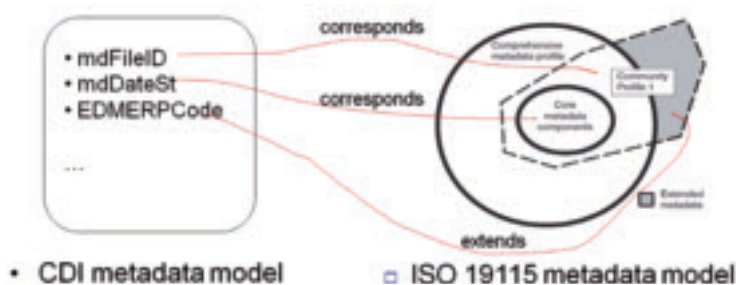 corresponds
• mdFileID
• mdDateSt
• EDMERPCode
...
corresponds
Comprehensive
metadata profile
Community
Profile 1
Core
metadata
components
Extended
metadata
extends
• CDI metadata model
ISO 19115 metadata model